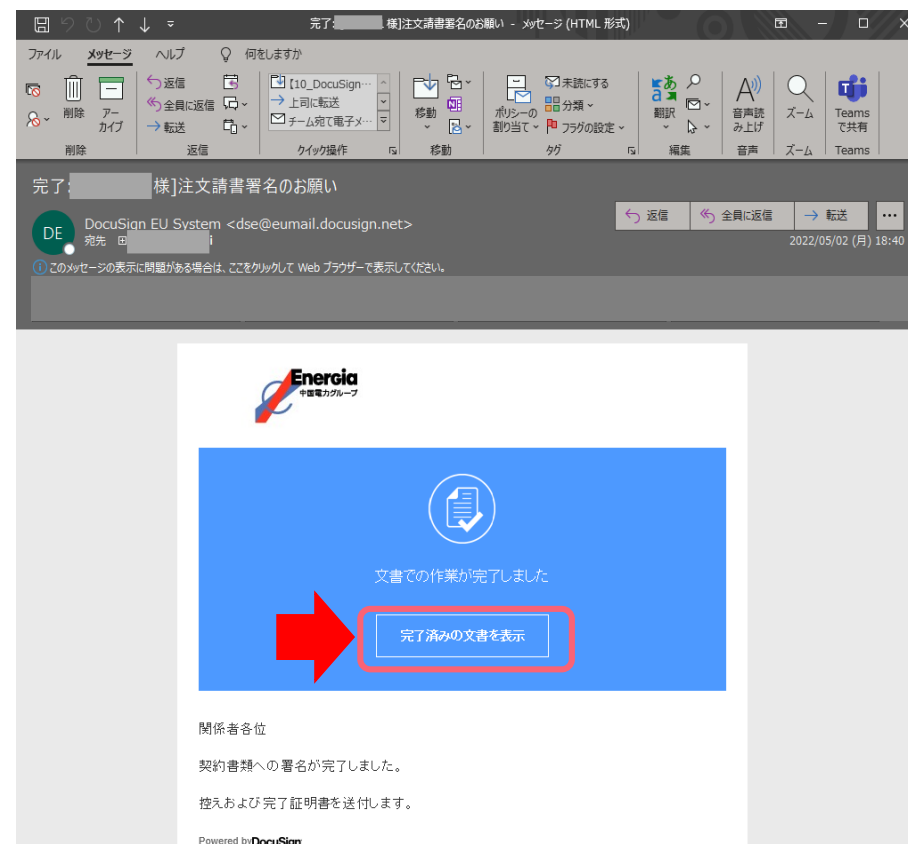 完了: 様]注文請書署名のお願い - メッセージ (HTML 形式)
ファイル メッセージ ヘルプ 何をしますか
削除 アーカイブ
返信
全員に返信
転送
【10_DocuSign…
上司に転送
チーム宛て電子メ…
移動
ポリシーの割り当て
未読にする
分類
フラグの設定
翻訳
音声読み上げ
ズーム
Teams で共有
削除 返信 クイック操作 移動 タグ 編集 音声 ズーム Teams
完了: 様]注文請書署名のお願い
DE
DocuSign EU System <dse@eumail.docusign.net>
宛先
返信 全員に返信 転送 …
2022/05/02 (月) 18:40
このメッセージの表示に問題がある場合は、ここをクリックして Web ブラウザーで表示してください。
Energia
中国電力グループ
文書での作業が完了しました
完了済みの文書を表示
関係者各位
契約書類への署名が完了しました。
控えおよび完了証明書を送付します。
Powered by DocuSign